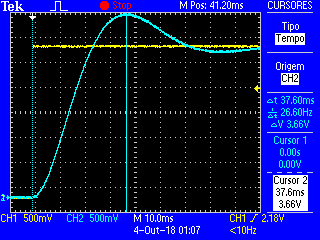 Tek Stop M Pos: 41.20ms CURSORES
Tipo
Tempo
Origem
CH2
Δt 37.60ms
1/Δt 26.60Hz
ΔV 3.66V
Cursor 1
0.00s
0.00V
Cursor 2
37.6ms
3.66V
2
CH1 500mV CH2 500mV M 10.0ms CH1 / 2.18V
4-Oct-18 01:07 <10Hz